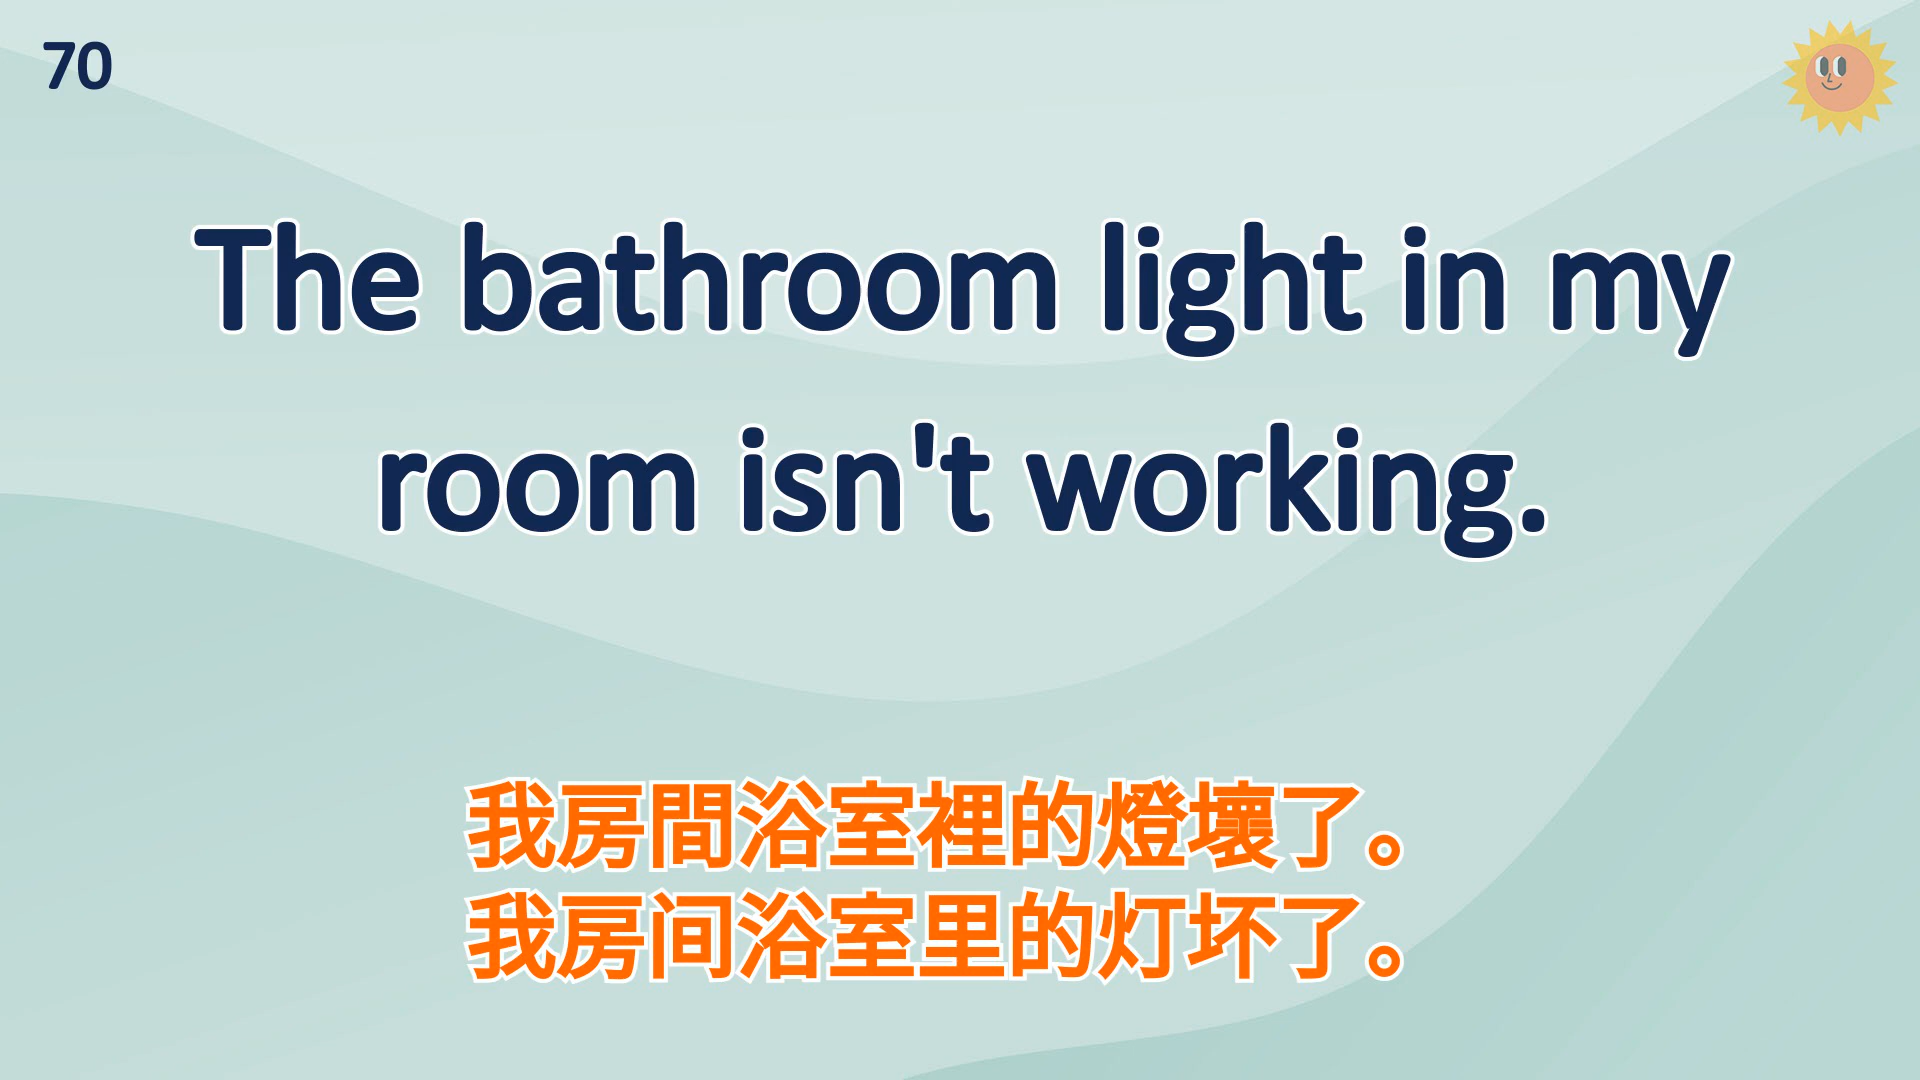 70
The bathroom light in my
room isn't working.
我房間浴室裡的燈壞了。
我房间浴室里的灯坏了。